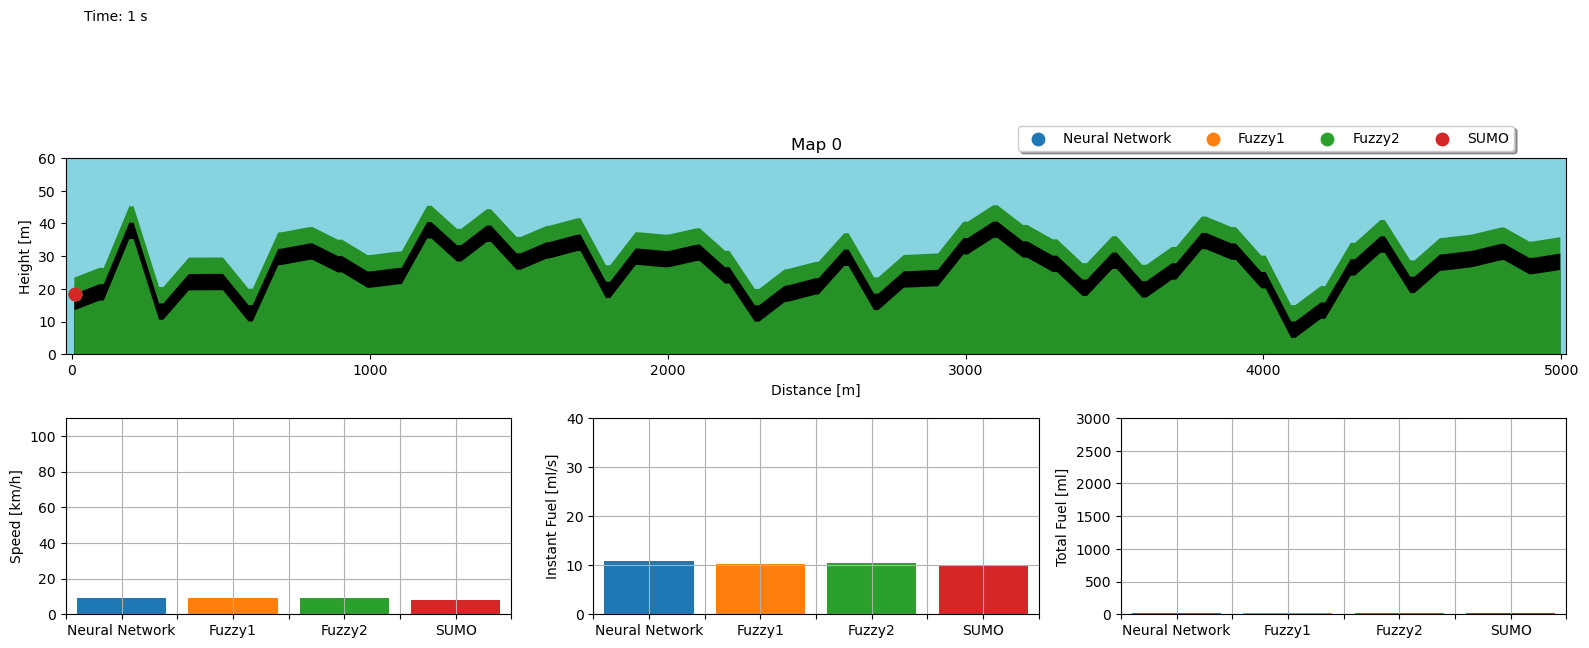 Time: 1 s
Neural Network Fuzzy1 Fuzzy2 SUMO
Map 0
60
50
40
30
20
10
0
Height [m]
0 1000 2000 3000 4000 5000
Distance [m]
100
80
60
40
20
0
Speed [km/h]
Neural Network Fuzzy1 Fuzzy2 SUMO
40
30
20
10
0
Instant Fuel [ml/s]
Neural Network Fuzzy1 Fuzzy2 SUMO
3000
2500
2000
1500
1000
500
0
Total Fuel [ml]
Neural Network Fuzzy1 Fuzzy2 SUMO